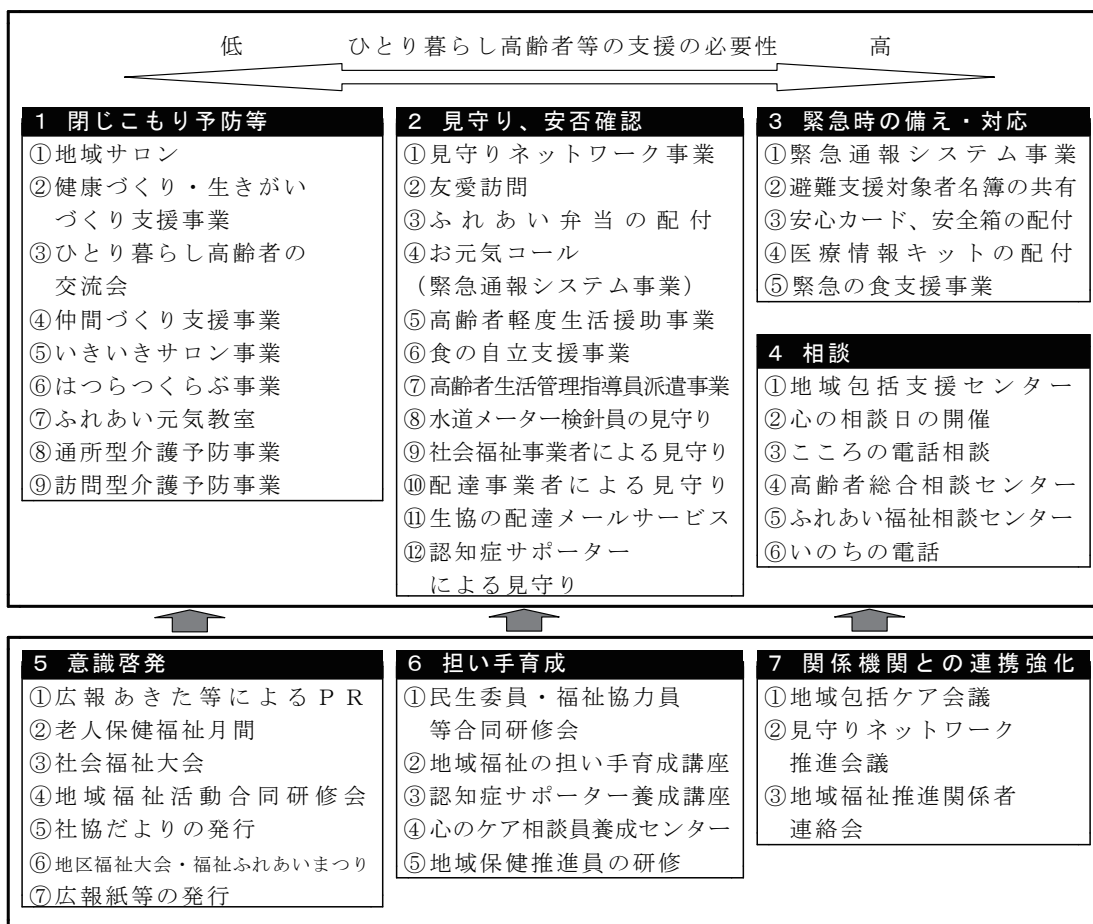 低　ひとり暮らし高齢者等の支援の必要性　高
１ 閉じこもり予防等
①地域サロン
②健康づくり・生きがい
づくり支援事業
③ひとり暮らし高齢者の
交流会
④仲間づくり支援事業
⑤いきいきサロン事業
⑥はつらつくらぶ事業
⑦ふれあい元気教室
⑧通所型介護予防事業
⑨訪問型介護予防事業
２ 見守り、安否確認
①見守りネットワーク事業
②友愛訪問
③ふれあい弁当の配付
④お元気コール
（緊急通報システム事業）
⑤高齢者軽度生活援助事業
⑥食の自立支援事業
⑦高齢者生活管理指導員派遣事業
⑧水道メーター検針員の見守り
⑨社会福祉事業者による見守り
⑩配達事業者による見守り
⑪生協の配達メールサービス
⑫認知症サポーター
による見守り
３ 緊急時の備え・対応
①緊急通報システム事業
②避難支援対象者名簿の共有
③安心カード、安全箱の配付
④医療情報キットの配付
⑤緊急の食支援事業
４ 相談
①地域包括支援センター
②心の相談日の開催
③こころの電話相談
④高齢者総合相談センター
⑤ふれあい福祉相談センター
⑥いのちの電話
５ 意識啓発
①広報あきた等によるＰＲ
②老人保健福祉月間
③社会福祉大会
④地域福祉活動合同研修会
⑤社協だよりの発行
⑥地区福祉大会・福祉ふれあいまつり
⑦広報紙等の発行
６ 担い手育成
①民生委員・福祉協力員
等合同研修会
②地域福祉の担い手育成講座
③認知症サポーター養成講座
④心のケア相談員養成センター
⑤地域保健推進員の研修
７ 関係機関との連携強化
①地域包括ケア会議
②見守りネットワーク
推進会議
③地域福祉推進関係者
連絡会